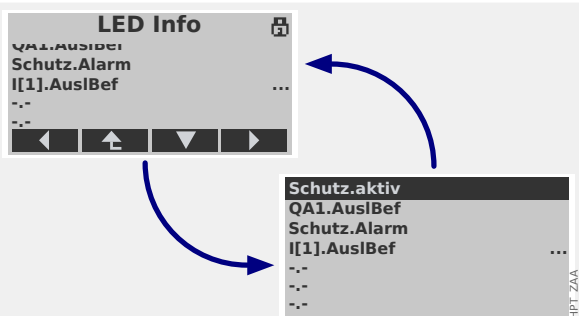 LED Info
QA1.AuslBef
Schutz.Alarm
I[1].AuslBef ...
-.-
-.-
Schutz.aktiv
QA1.AuslBef
Schutz.Alarm
I[1].AuslBef ...
-.-
-.-
-.-
HPT_ZAA